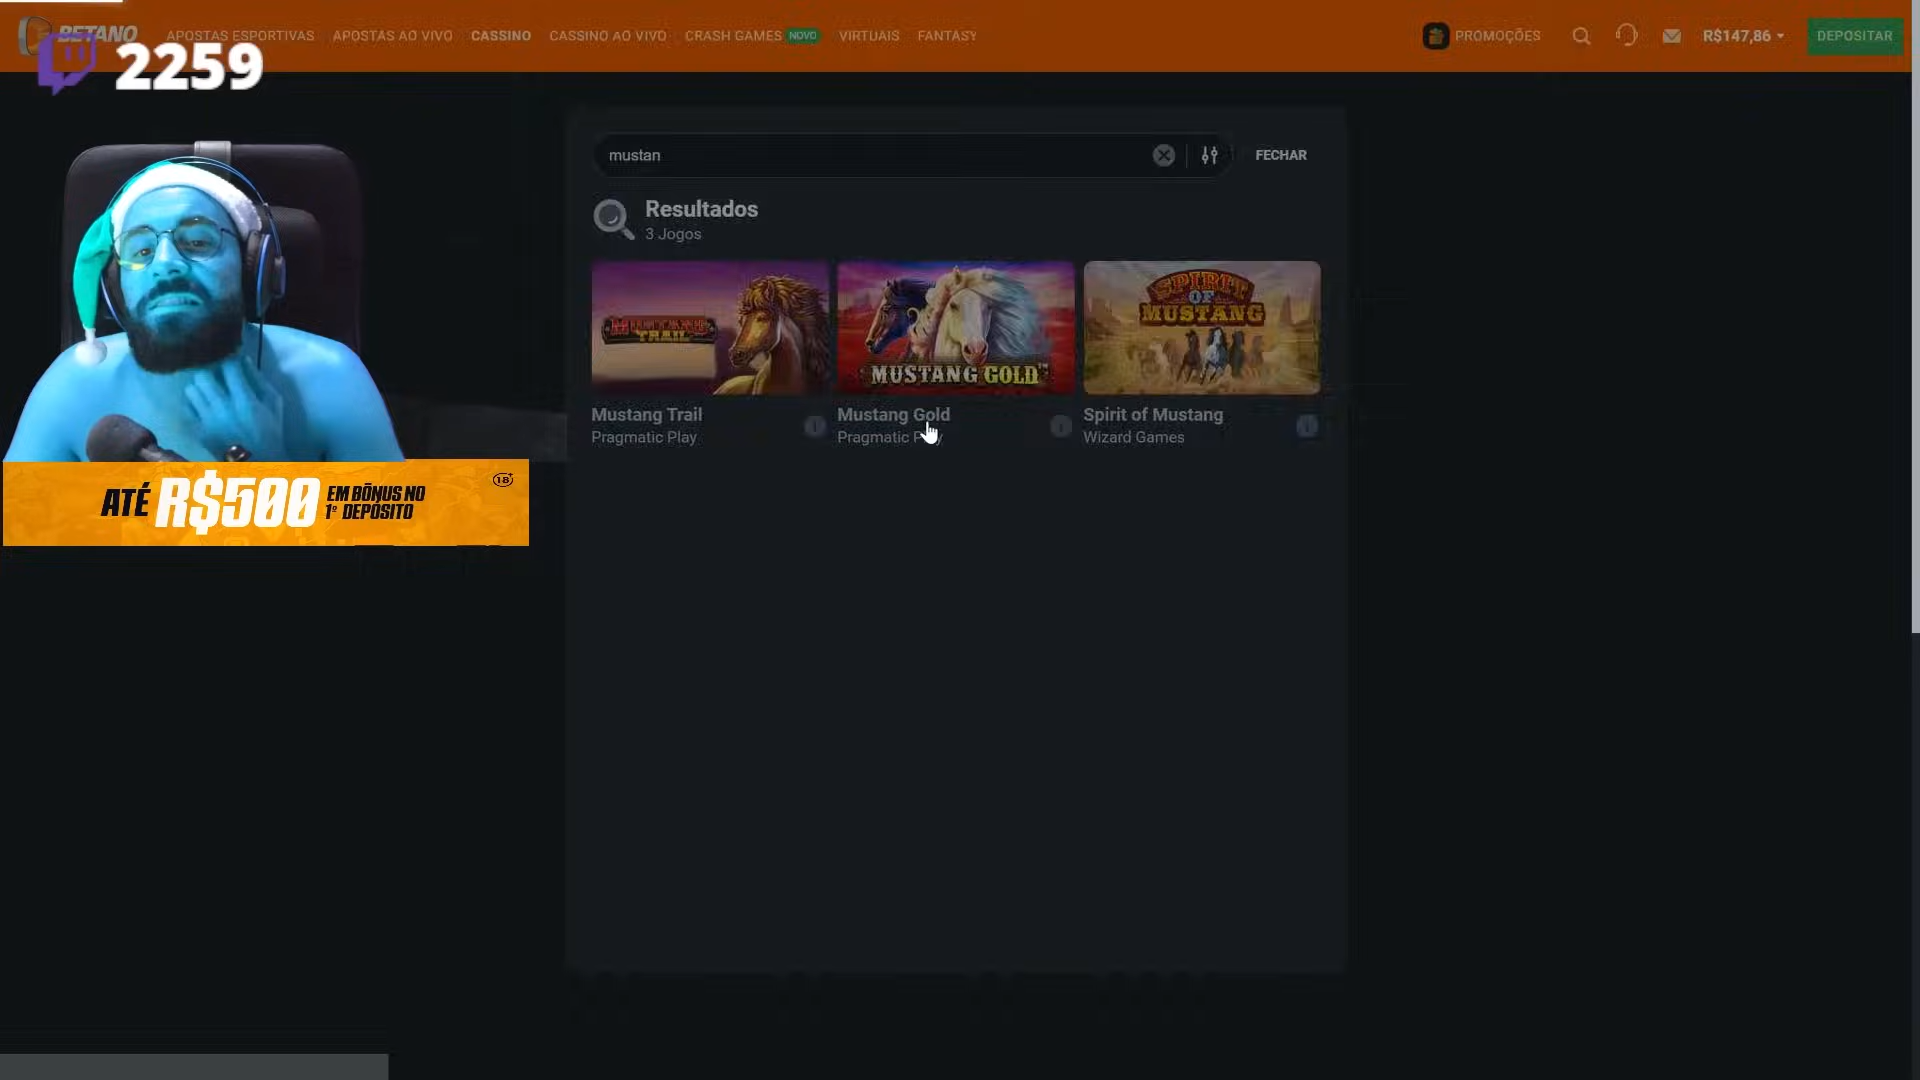 BETANO
APOSTAS ESPORTIVAS
APOSTAS AO VIVO
CASSINO
CASSINO AO VIVO
CRASH GAMES NOVO
VIRTUAIS
FANTASY
PROMOÇÕES
R$147,86
DEPOSITAR
2259
mustan
FECHAR
Resultados
3 Jogos
MUSTANG
TRAIL
MUSTANG GOLD
SPIRIT
OF
MUSTANG
Mustang Trail
Pragmatic Play
Mustang Gold
Pragmatic Play
Spirit of Mustang
Wizard Games
ATÉ R$500 EM BÔNUS NO
1º DEPÓSITO
18+